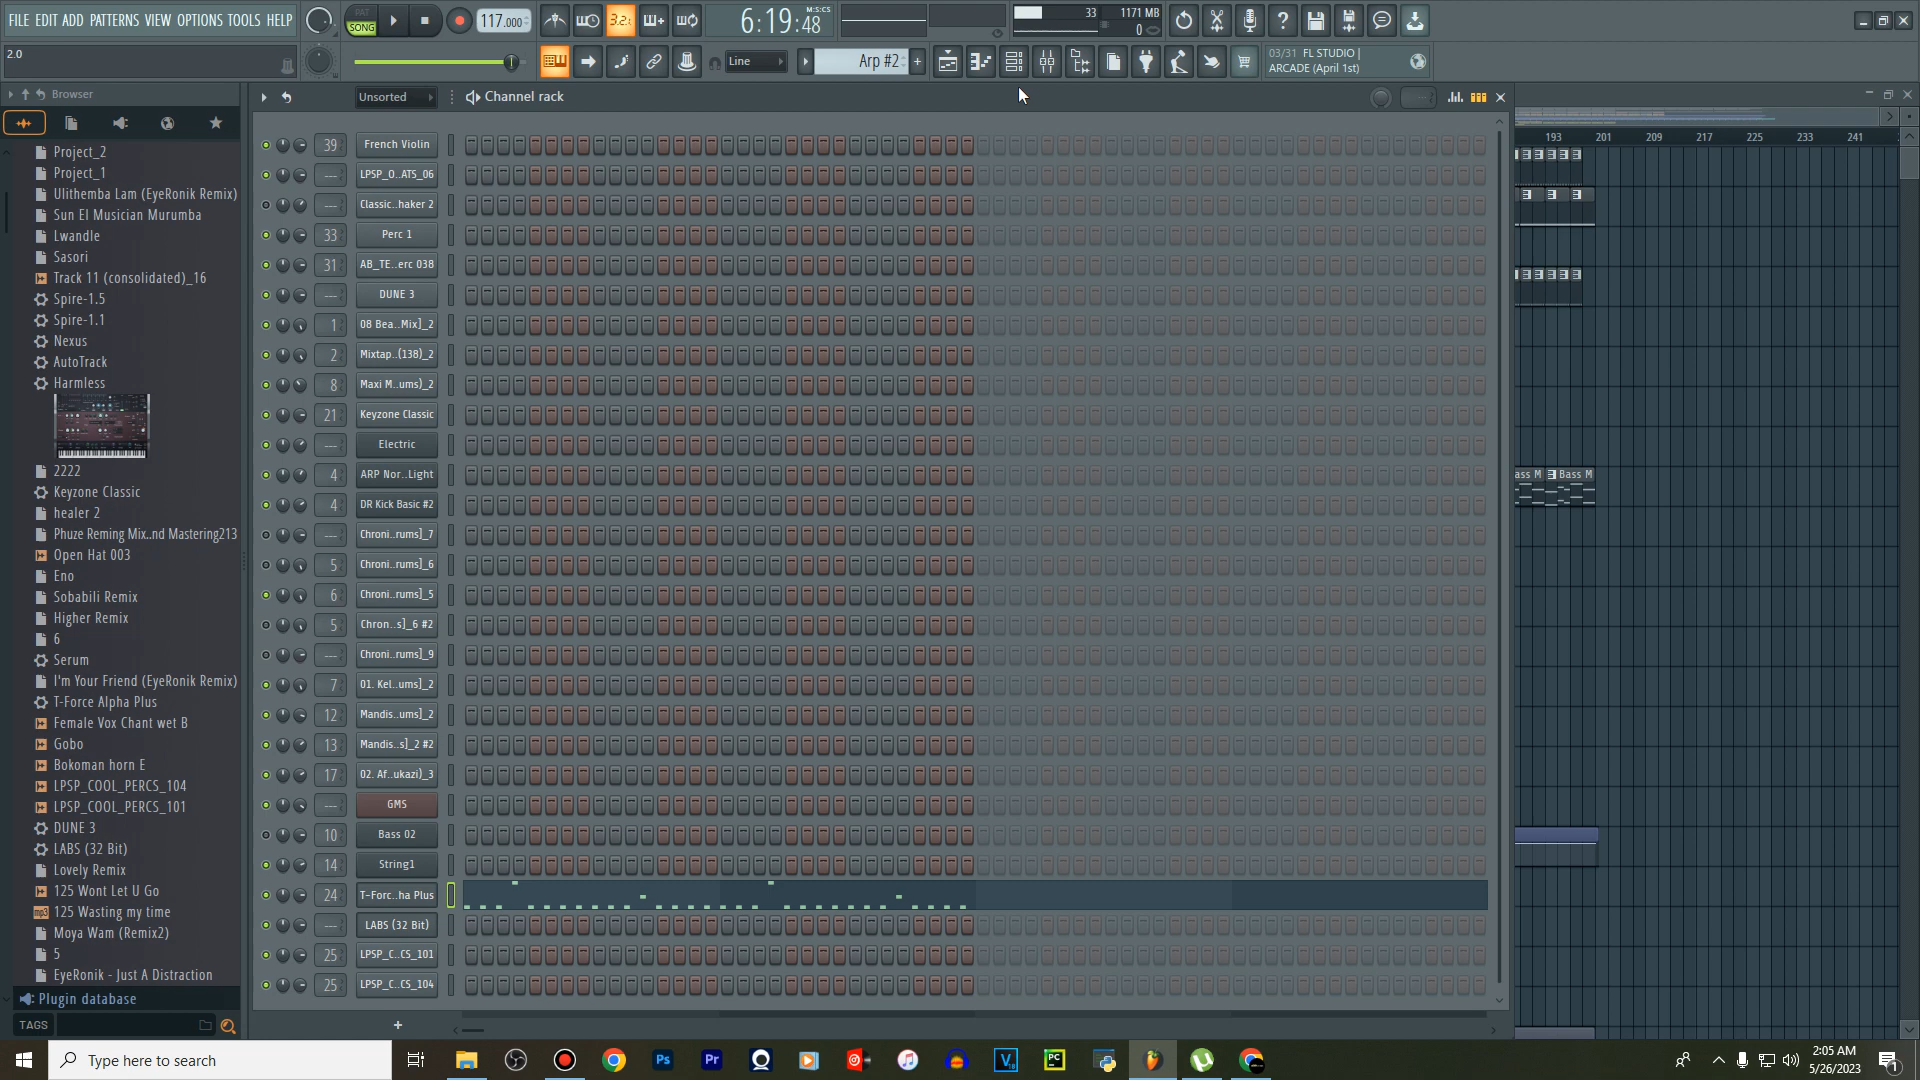 FILE EDIT ADD PATTERNS VIEW OPTIONS TOOLS HELP
PAT
SONG
117.000
3.2.
6:19:48
M:S:CS
33
1171 MB
0
2.0
Line
Arp #2
03/31 FL STUDIO |
ARCADE (April 1st)
Browser
Unsorted
Channel rack
Project_2
Project_1
Ulithemba Lam (EyeRonik Remix)
Sun El Musician Murumba
Lwandle
Sasori
Track 11 (consolidated)_16
Spire-1.5
Spire-1.1
Nexus
AutoTrack
Harmless
2222
Keyzone Classic
healer 2
Phuze Reming Mix..nd Mastering213
Open Hat 003
Eno
Sobabili Remix
Higher Remix
6
Serum
I'm Your Friend (EyeRonik Remix)
T-Force Alpha Plus
Female Vox Chant wet B
Gobo
Bokoman horn E
LPSP_COOL_PERCS_104
LPSP_COOL_PERCS_101
DUNE 3
LABS (32 Bit)
Lovely Remix
125 Wont Let U Go
mp3 125 Wasting my time
Moya Wam (Remix2)
5
EyeRonik - Just A Distraction
Plugin database
TAGS
39 French Violin
--- LPSP_O..ATS_06
--- Classic..haker 2
33 Perc 1
31 AB_TE..erc 038
--- DUNE 3
1 08 Bea..Mix]_2
2 Mixtap..(138)_2
8 Maxi M..ums)_2
21 Keyzone Classic
--- Electric
4 ARP Nor..Light
4 DR Kick Basic #2
--- Chroni..rums]_7
5 Chroni..rums]_6
6 Chroni..rums]_5
5 Chron..s]_6 #2
--- Chroni..rums]_9
7 01. Kel..ums]_2
12 Mandis..ums]_2
13 Mandis..s]_2 #2
17 02. Af..ukazi)_3
--- GMS
10 Bass 02
14 String1
24 T-Forc..ha Plus
--- LABS (32 Bit)
25 LPSP_C..CS_101
25 LPSP_C..CS_104
+
193 201 209 217 225 233 241
ass M Bass M
Type here to search
2:05 AM
5/26/2023
1